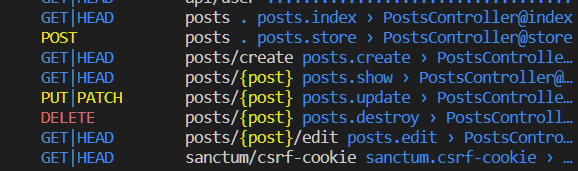 GET|HEAD api/user ........................................
GET|HEAD posts . posts.index › PostsController@index
POST posts . posts.store › PostsController@store
GET|HEAD posts/create posts.create › PostsControlle…
GET|HEAD posts/{post} posts.show › PostsController@…
PUT|PATCH posts/{post} posts.update › PostsControlle…
DELETE posts/{post} posts.destroy › PostsControll…
GET|HEAD posts/{post}/edit posts.edit › PostsContro…
GET|HEAD sanctum/csrf-cookie sanctum.csrf-cookie › …